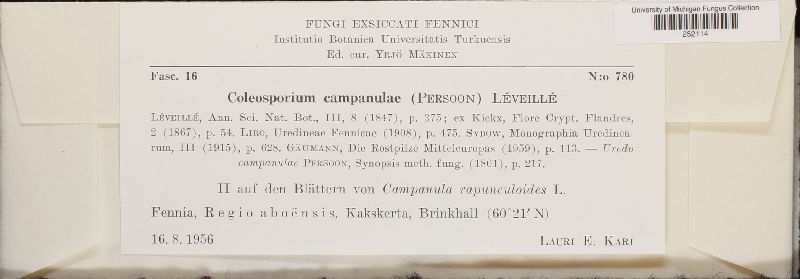 University of Michigan Fungus Collection
252114
FUNGI EXSICCATI FENNICI
Institutio Botanica Universitatis Turkuensis
Ed. cur. YRJÖ MÄKINEN
Fasc. 16 N:o 780
Coleosporium campanulae (PERSOON) LÉVEILLÉ
LÉVEILLÉ, Ann. Sci. Nat. Bot., III, 8 (1847), p. 375; ex Kickx, Flore Crypt. Flandres,
2 (1867), p. 54. LIRO, Uredineae Fennicae (1908), p. 475. SYDOW, Monographia Uredinea-
rum, III (1915), p. 628. GÄUMANN, Die Rostpilze Mitteleuropas (1959), p. 113. — Uredo
campanulae PERSOON, Synopsis meth. fung. (1801), p. 217.
II auf den Blättern von Campanula rapunculoides L.
Fennia, Regio aboënsis, Kakskerta, Brinkhall (60°21′ N)
16. 8. 1956 LAURI E. KARI